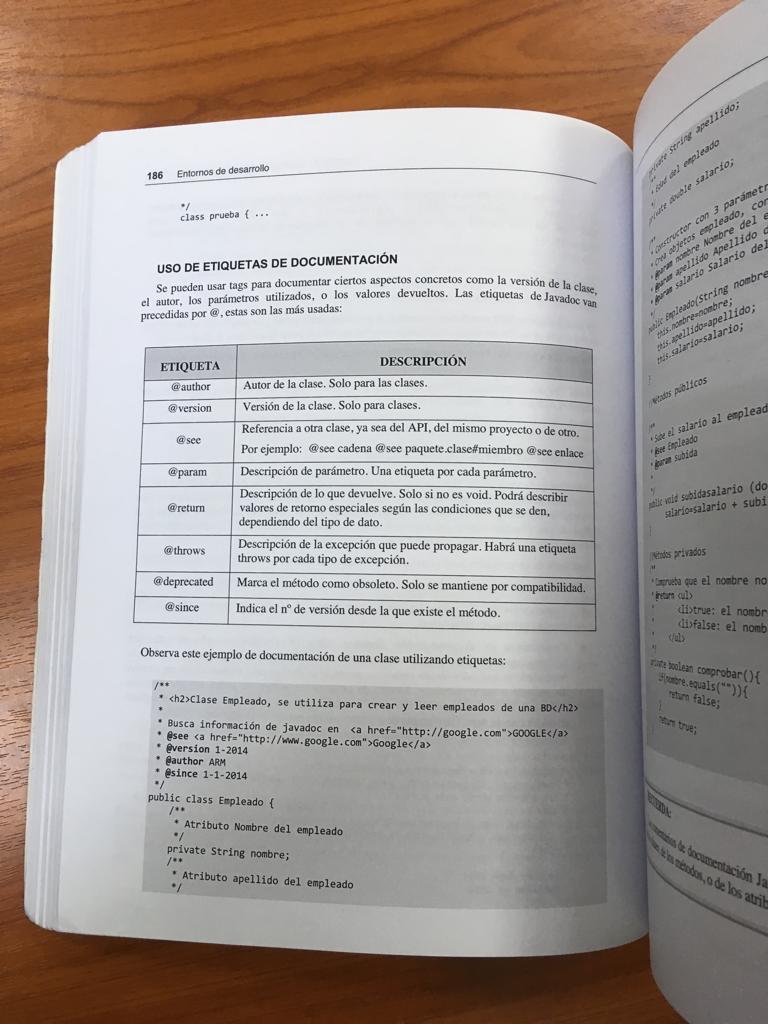 186 Entornos de desarrollo
*/
class prueba { ...
USO DE ETIQUETAS DE DOCUMENTACIÓN
Se pueden usar tags para documentar ciertos aspectos concretos como la versión de la clase,
el autor, los parámetros utilizados, o los valores devueltos. Las etiquetas de Javadoc van
precedidas por @, estas son las más usadas:
ETIQUETA DESCRIPCIÓN
@author Autor de la clase. Solo para las clases.
@version Versión de la clase. Solo para clases.
@see Referencia a otra clase, ya sea del API, del mismo proyecto o de otro.
Por ejemplo: @see cadena @see paquete.clase#miembro @see enlace
@param Descripción de parámetro. Una etiqueta por cada parámetro.
@return Descripción de lo que devuelve. Solo si no es void. Podrá describir
valores de retorno especiales según las condiciones que se den,
dependiendo del tipo de dato.
@throws Descripción de la excepción que puede propagar. Habrá una etiqueta
throws por cada tipo de excepción.
@deprecated Marca el método como obsoleto. Solo se mantiene por compatibilidad.
@since Indica el nº de versión desde la que existe el método.
Observa este ejemplo de documentación de una clase utilizando etiquetas:
/**
* <h2>Clase Empleado, se utiliza para crear y leer empleados de una BD</h2>
*
* Busca información de javadoc en <a href="http://google.com">GOOGLE</a>
* @see <a href="http://www.google.com">Google</a>
* @version 1-2014
* @author ARM
* @since 1-1-2014
*/
public class Empleado {
/**
* Atributo Nombre del empleado
*/
private String nombre;
/**
* Atributo apellido del empleado
*/
private String apellido;
/**
* Edad del empleado
*/
private double salario;
/**
* Constructor con 3 parámetr
* Crea objetos empleado, con
* @param nombre Nombre del e
* @param apellido Apellido d
* @param salario Salario del
*/
public Empleado(String nombre
this.nombre=nombre;
this.apellido=apellido;
this.salario=salario;
}
//Métodos públicos
/**
* Sube el salario al emplead
* @see Empleado
* @param subida
*
*/
public void subidasalario (do
salario=salario + subi
}
//Métodos privados
/**
* Comprueba que el nombre no
* @return <ul>
* <li>true: el nombr
* <li>false: el nomb
* </ul>
*/
private boolean comprobar(){
if(nombre.equals("")){
return false;
}
return true;
RECUERDA:
comentarios de documentación Ja
de los métodos, o de los atrib